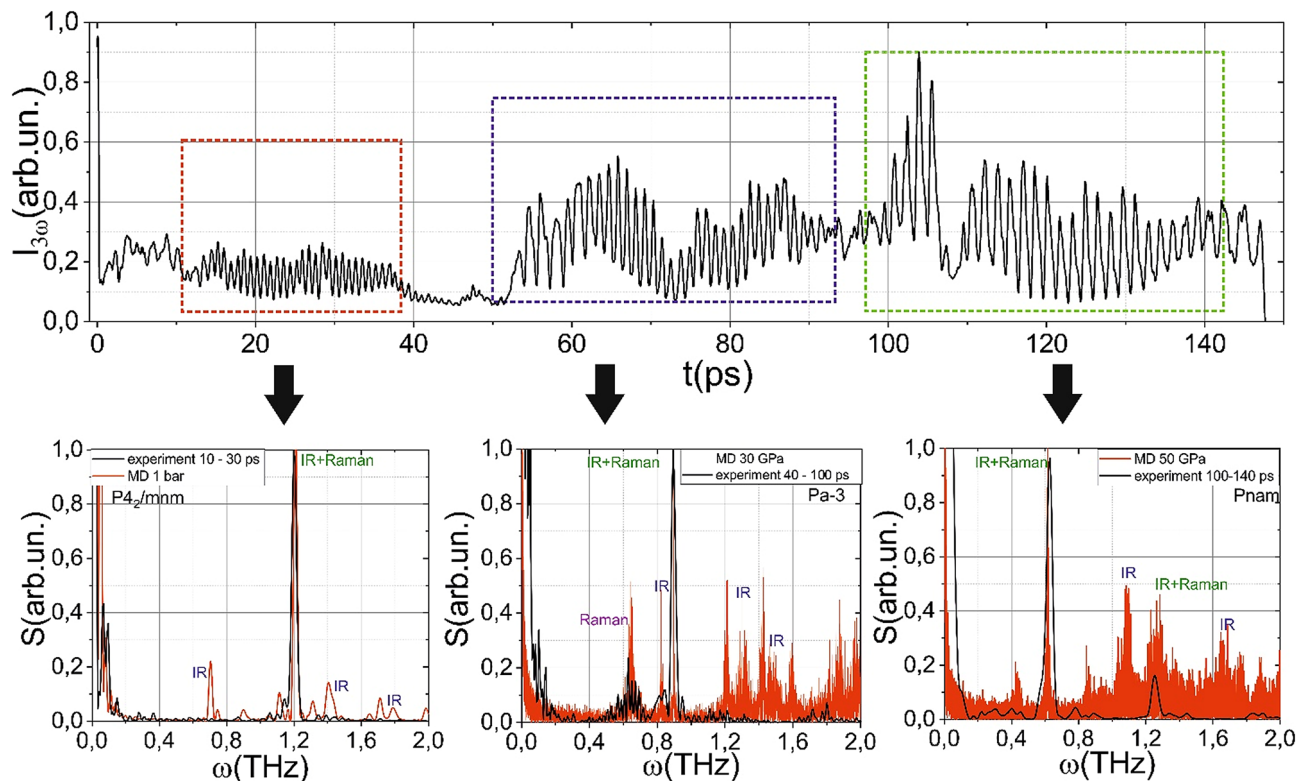 I3ω(arb.un.)
1,0
0,8
0,6
0,4
0,2
0,0
0 20 40 60 80 100 120 140
t(ps)
S(arb.un.)
1,0
0,8
0,6
0,4
0,2
0,0
experiment 10 - 30 ps
MD 1 bar
P42/mnm
IR+Raman
IR
IR
IR
0,0 0,4 0,8 1,2 1,6 2,0
ω(THz)
S(arb.un.)
1,0
0,8
0,6
0,4
0,2
0,0
MD 30 GPa
experiment 40 - 100 ps
Pa-3
IR+Raman
Raman
IR
IR
IR
0,0 0,4 0,8 1,2 1,6 2,0
ω(THz)
S(arb.un.)
1,0
0,8
0,6
0,4
0,2
0,0
MD 50 GPa
experiment 100-140 ps
Pnam
IR+Raman
IR
IR+Raman
IR
0,0 0,4 0,8 1,2 1,6 2,0
ω(THz)